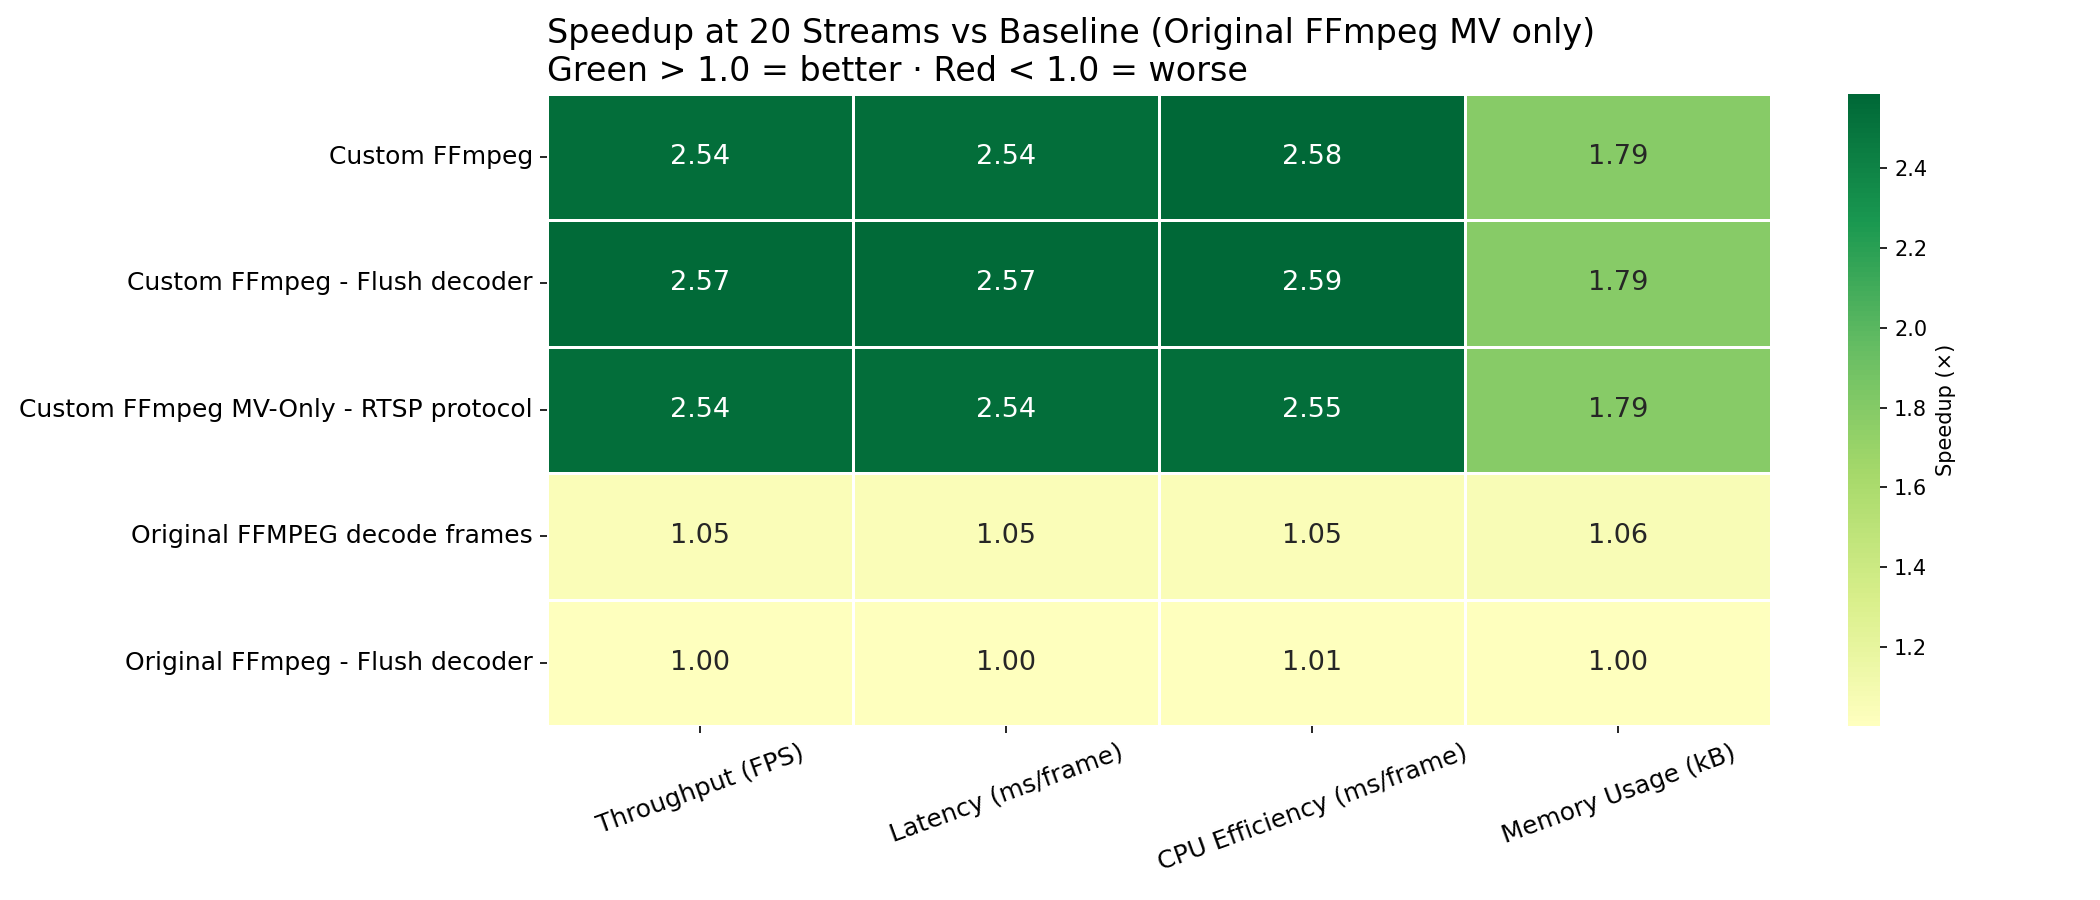 Speedup at 20 Streams vs Baseline (Original FFmpeg MV only)
Green > 1.0 = better · Red < 1.0 = worse
Custom FFmpeg
2.54 2.54 2.58 1.79
Custom FFmpeg - Flush decoder
2.57 2.57 2.59 1.79
Custom FFmpeg MV-Only - RTSP protocol
2.54 2.54 2.55 1.79
Original FFMPEG decode frames
1.05 1.05 1.05 1.06
Original FFmpeg - Flush decoder
1.00 1.00 1.01 1.00
Throughput (FPS)
Latency (ms/frame)
CPU Efficiency (ms/frame)
Memory Usage (kB)
2.4
2.2
2.0
1.8
1.6
1.4
1.2
Speedup (×)